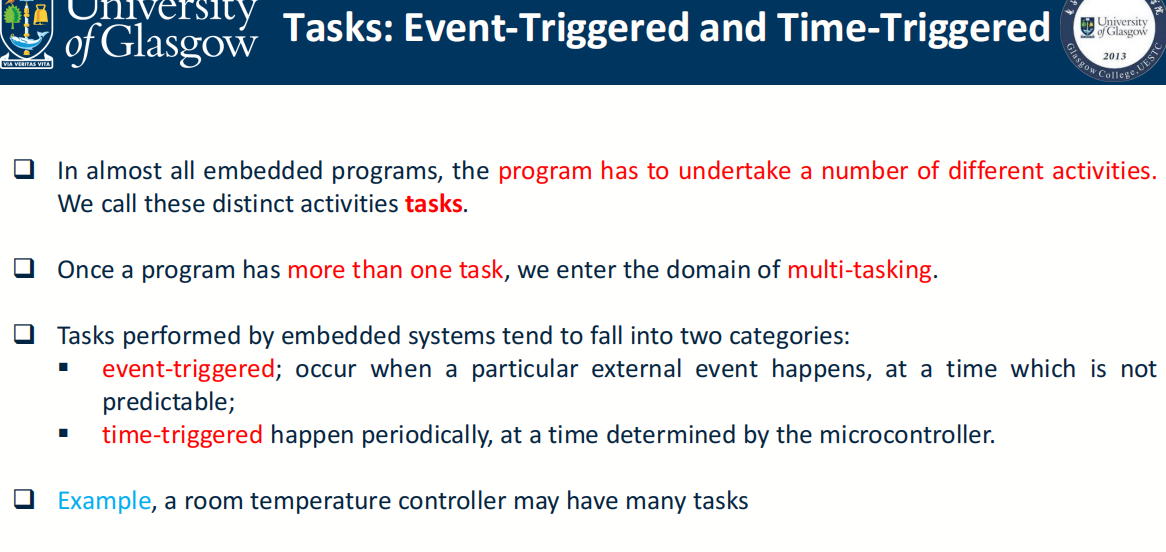 University
of Glasgow
VIA VERITAS VITA
Tasks: Event-Triggered and Time-Triggered
University
of Glasgow
2013
Glasgow College, UESTC
In almost all embedded programs, the program has to undertake a number of different activities.
We call these distinct activities tasks.
Once a program has more than one task, we enter the domain of multi-tasking.
Tasks performed by embedded systems tend to fall into two categories:
event-triggered; occur when a particular external event happens, at a time which is not
predictable;
time-triggered happen periodically, at a time determined by the microcontroller.
Example, a room temperature controller may have many tasks